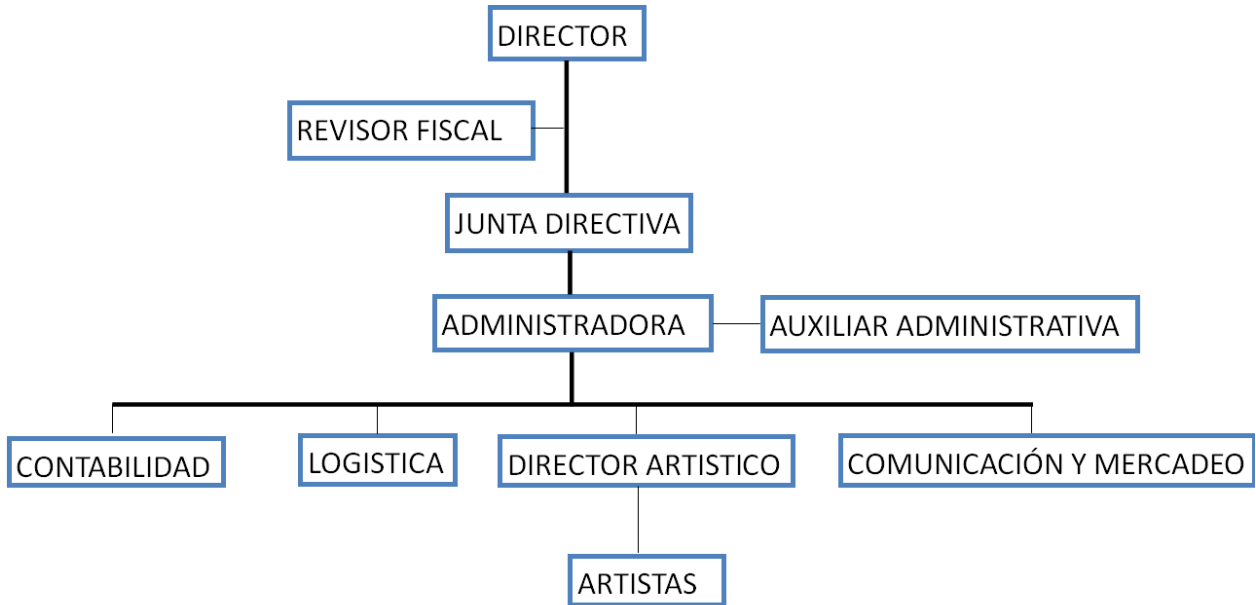 DIRECTOR
REVISOR FISCAL
JUNTA DIRECTIVA
ADMINISTRADORA
AUXILIAR ADMINISTRATIVA
CONTABILIDAD
LOGISTICA
DIRECTOR ARTISTICO
COMUNICACIÓN Y MERCADEO
ARTISTAS